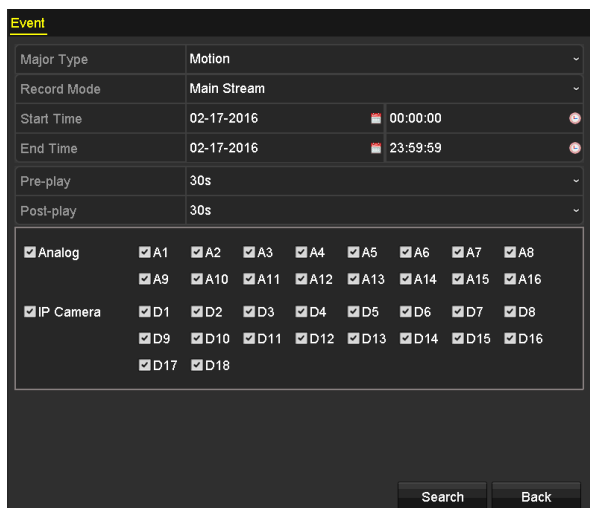 Event
Major Type Motion
Record Mode Main Stream
Start Time 02-17-2016 00:00:00
End Time 02-17-2016 23:59:59
Pre-play 30s
Post-play 30s
Analog A1 A2 A3 A4 A5 A6 A7 A8
A9 A10 A11 A12 A13 A14 A15 A16
IP Camera D1 D2 D3 D4 D5 D6 D7 D8
D9 D10 D11 D12 D13 D14 D15 D16
D17 D18
Search Back